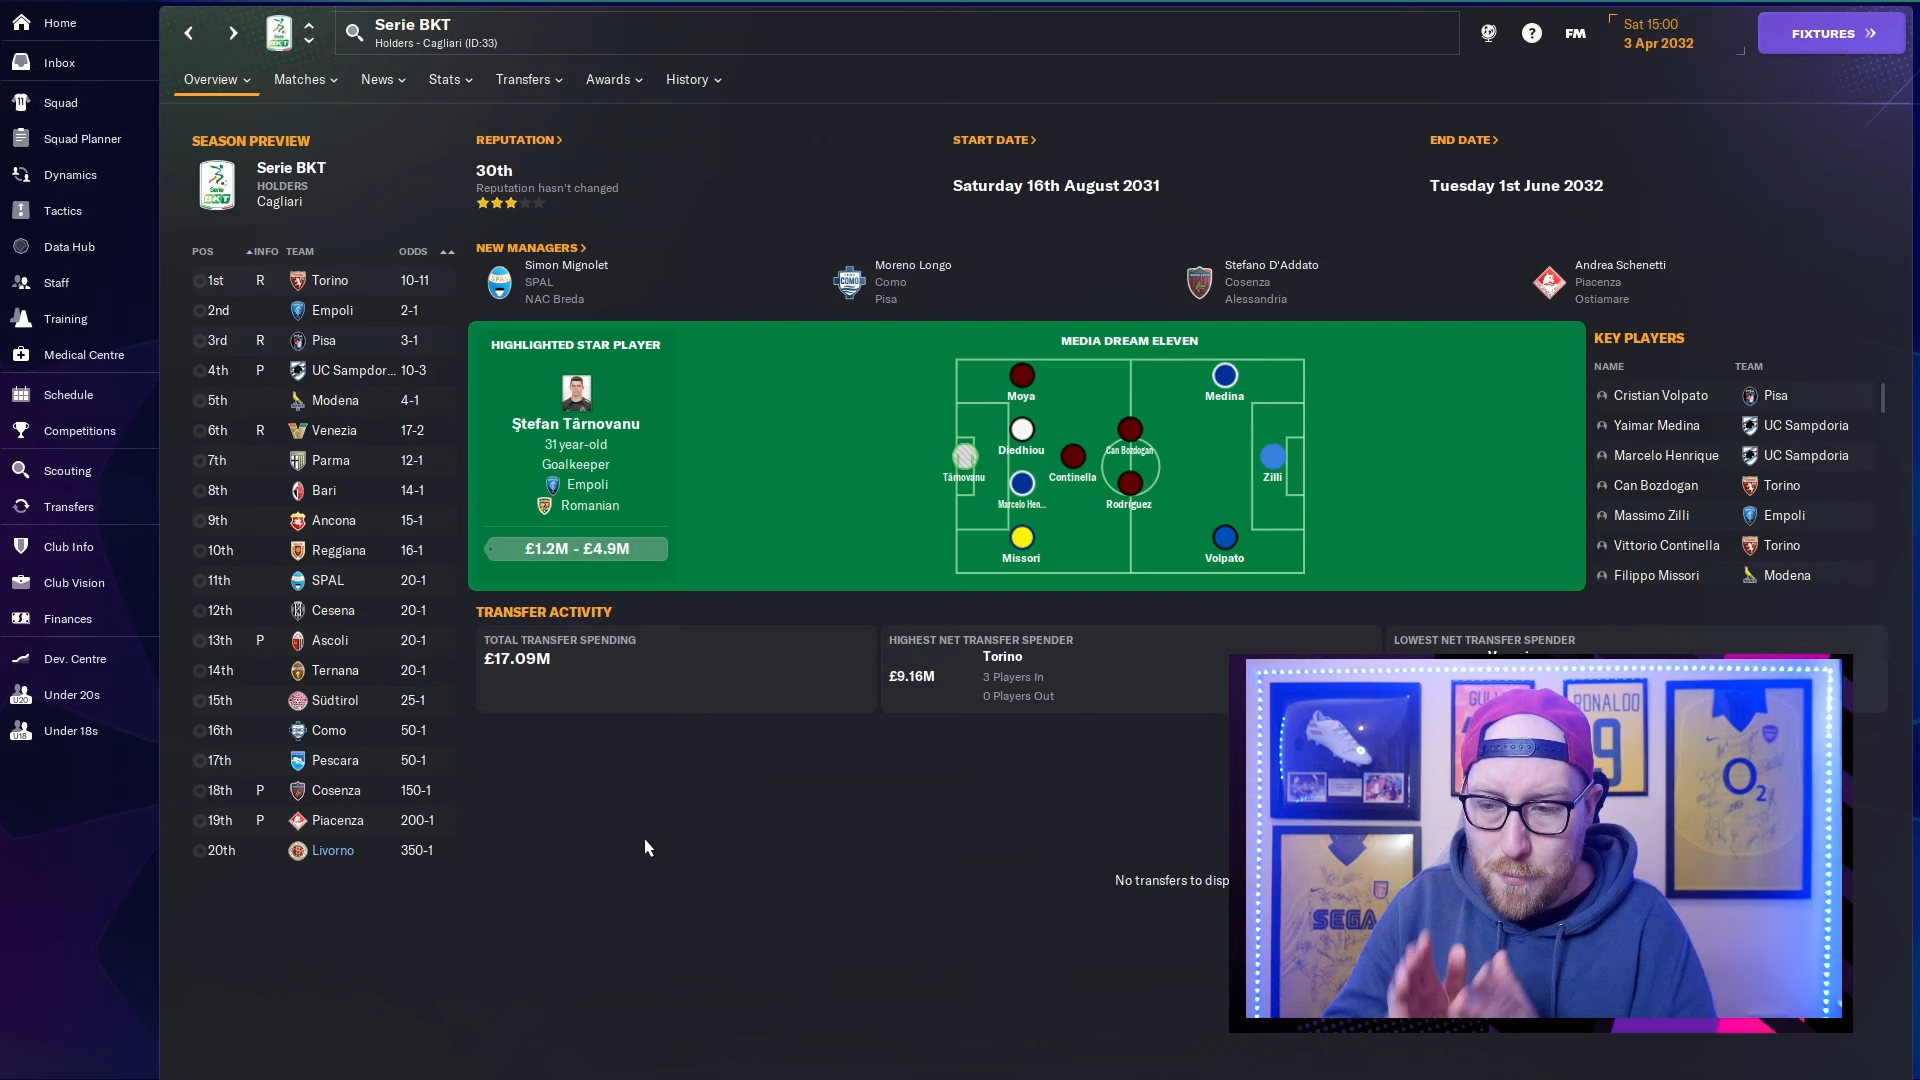 Home
Inbox
Squad
Squad Planner
Dynamics
Tactics
Data Hub
Staff
Training
Medical Centre
Schedule
Competitions
Scouting
Transfers
Club Info
Club Vision
Finances
Dev. Centre
Under 20s
Under 18s
Serie BKT
Holders - Cagliari (ID:33)
FM
Sat 15:00
3 Apr 2032
FIXTURES
Overview Matches News Stats Transfers Awards History
SEASON PREVIEW
Serie BKT
HOLDERS
Cagliari
REPUTATION
30th
Reputation hasn't changed
START DATE
Saturday 16th August 2031
END DATE
Tuesday 1st June 2032
POS INFO TEAM ODDS
1st R Torino 10-11
2nd Empoli 2-1
3rd R Pisa 3-1
4th P UC Sampdor... 10-3
5th Modena 4-1
6th R Venezia 17-2
7th Parma 12-1
8th Bari 14-1
9th Ancona 15-1
10th Reggiana 16-1
11th SPAL 20-1
12th Cesena 20-1
13th P Ascoli 20-1
14th Ternana 20-1
15th Südtirol 25-1
16th Como 50-1
17th Pescara 50-1
18th P Cosenza 150-1
19th P Piacenza 200-1
20th Livorno 350-1
NEW MANAGERS
Simon Mignolet
SPAL
NAC Breda
Moreno Longo
Como
Pisa
Stefano D'Addato
Cosenza
Alessandria
Andrea Schenetti
Piacenza
Ostiamare
HIGHLIGHTED STAR PLAYER
Ștefan Târnovanu
31 year-old
Goalkeeper
Empoli
Romanian
£1.2M - £4.9M
MEDIA DREAM ELEVEN
Moya
Medina
Diedhiou
Can Bozdogan
Târnovanu
Continella
Zilli
Marcelo Hen...
Rodríguez
Missori
Volpato
KEY PLAYERS
NAME TEAM
Cristian Volpato Pisa
Yaimar Medina UC Sampdoria
Marcelo Henrique UC Sampdoria
Can Bozdogan Torino
Massimo Zilli Empoli
Vittorio Continella Torino
Filippo Missori Modena
TRANSFER ACTIVITY
TOTAL TRANSFER SPENDING
£17.09M
HIGHEST NET TRANSFER SPENDER
Torino
£9.16M
3 Players In
0 Players Out
LOWEST NET TRANSFER SPENDER
No transfers to disp
RONALDO
9
O2
SEGA